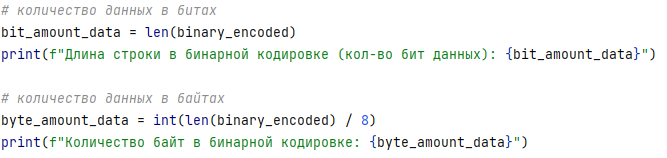 # количество данных в битах
bit_amount_data = len(binary_encoded)
print(f"Длина строки в бинарной кодировке (кол-во бит данных): {bit_amount_data}")
# количество данных в байтах
byte_amount_data = int(len(binary_encoded) / 8)
print(f"Количество байт в бинарной кодировке: {byte_amount_data}")